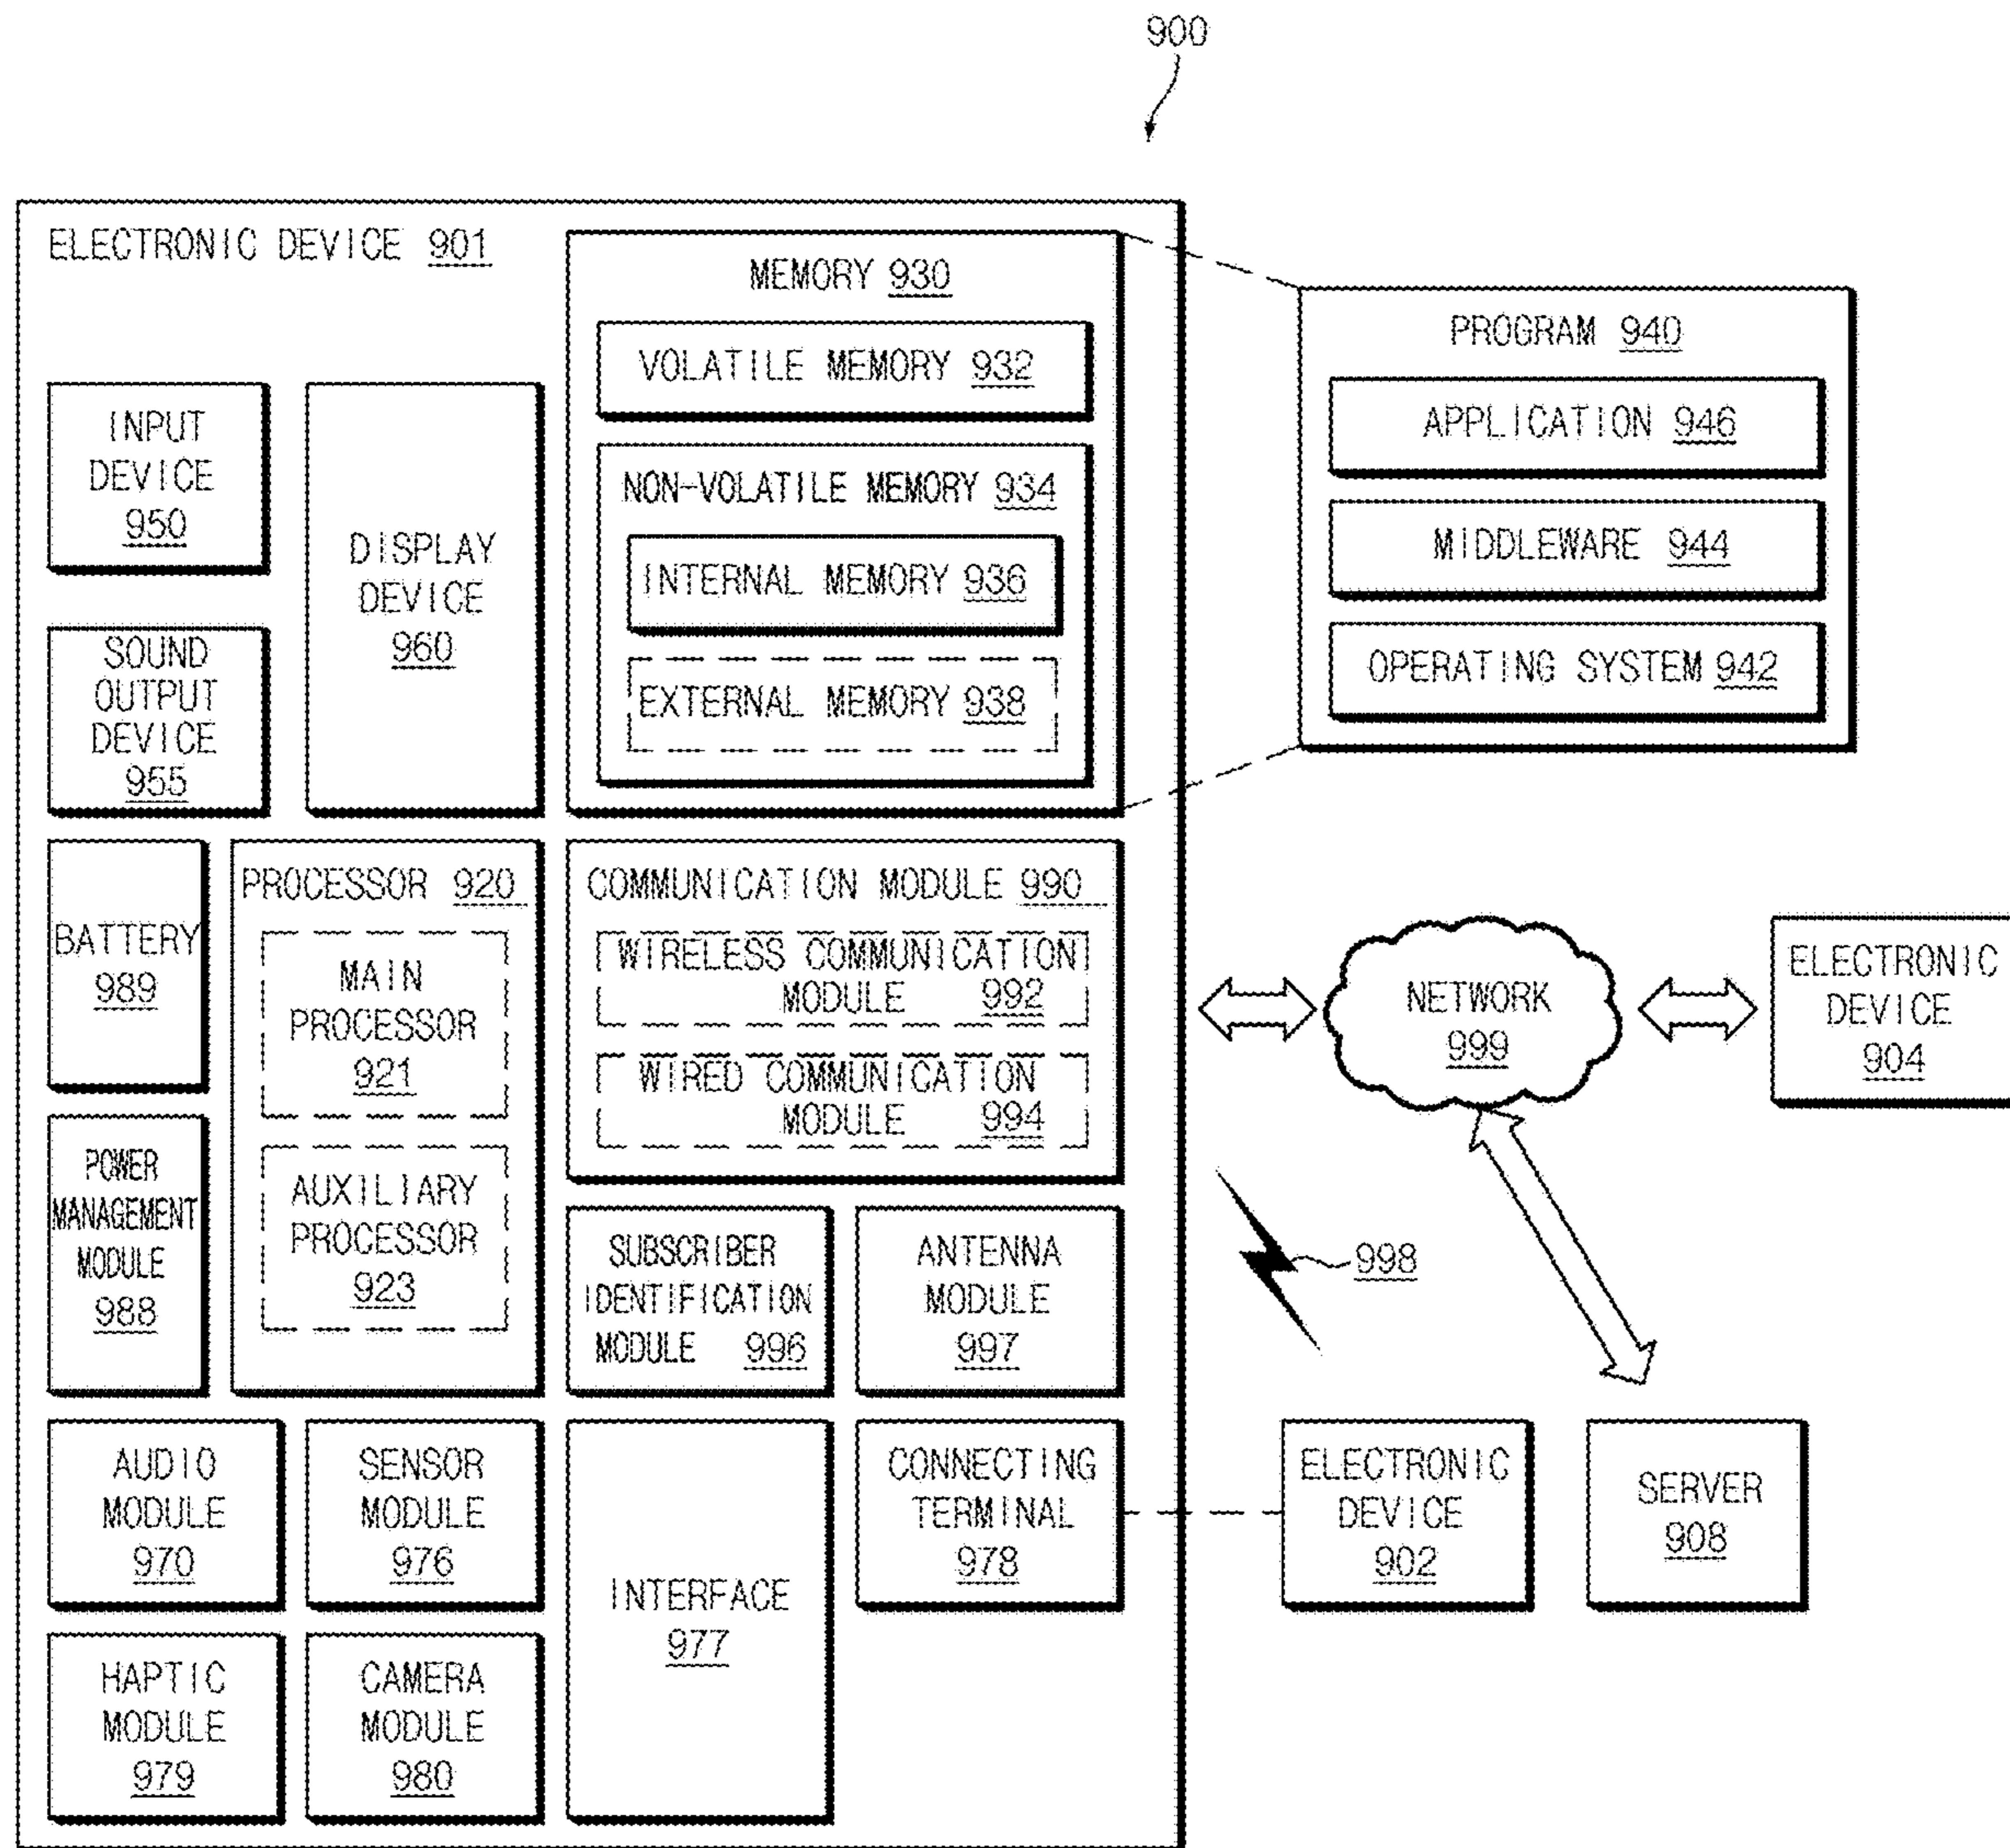 900
ELECTRONIC DEVICE 901
MEMORY 930
VOLATILE MEMORY 932
NON-VOLATILE MEMORY 934
INTERNAL MEMORY 936
EXTERNAL MEMORY 938
PROGRAM 940
APPLICATION 946
MIDDLEWARE 944
OPERATING SYSTEM 942
INPUT
DEVICE
950
SOUND
OUTPUT
DEVICE
955
DISPLAY
DEVICE
960
BATTERY
989
POWER
MANAGEMENT
MODULE
988
PROCESSOR 920
MAIN
PROCESSOR
921
AUXILIARY
PROCESSOR
923
COMMUNICATION MODULE 990
WIRELESS COMMUNICATION
MODULE 992
WIRED COMMUNICATION
MODULE 994
SUBSCRIBER
IDENTIFICATION
MODULE 996
ANTENNA
MODULE
997
NETWORK
999
ELECTRONIC
DEVICE
904
998
AUDIO
MODULE
970
SENSOR
MODULE
976
INTERFACE
977
CONNECTING
TERMINAL
978
ELECTRONIC
DEVICE
902
SERVER
908
HAPTIC
MODULE
979
CAMERA
MODULE
980